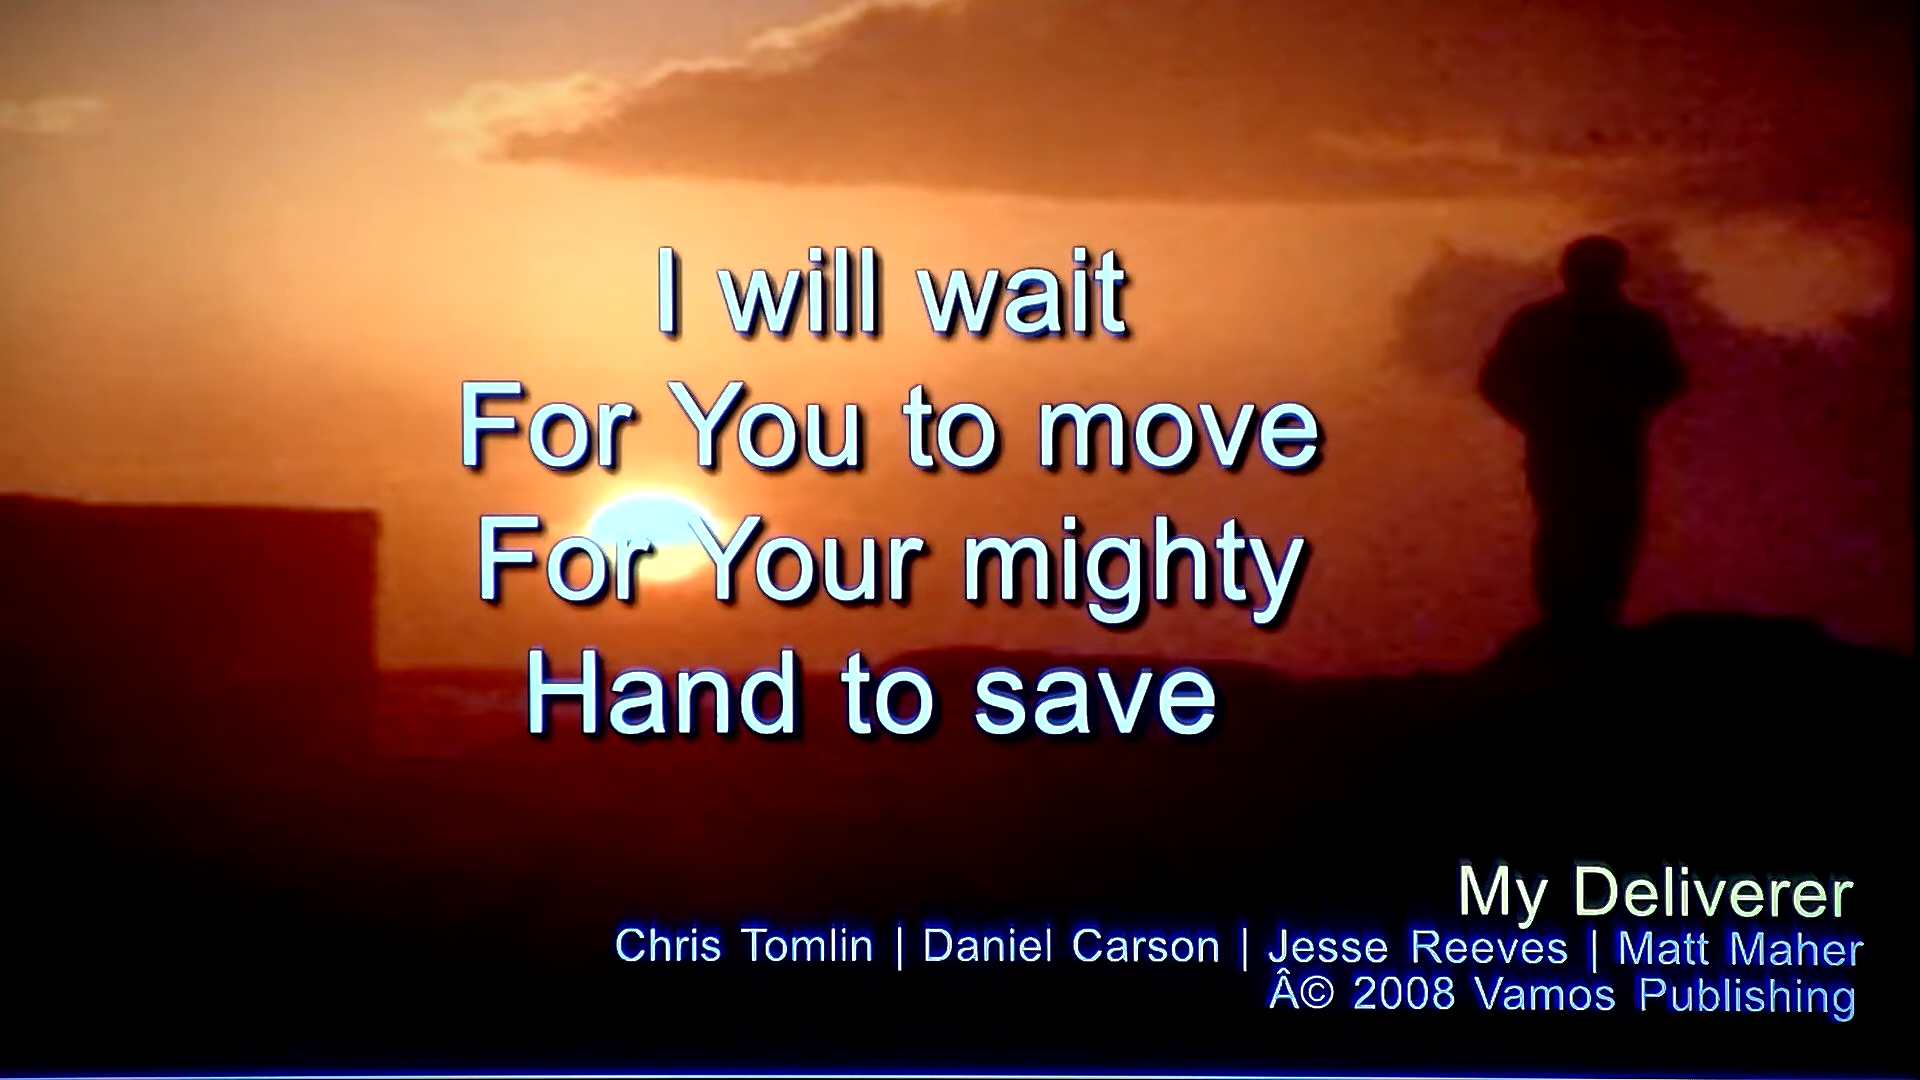 I will wait
For You to move
For Your mighty
Hand to save
My Deliverer
Chris Tomlin | Daniel Carson | Jesse Reeves | Matt Maher
Â© 2008 Vamos Publishing